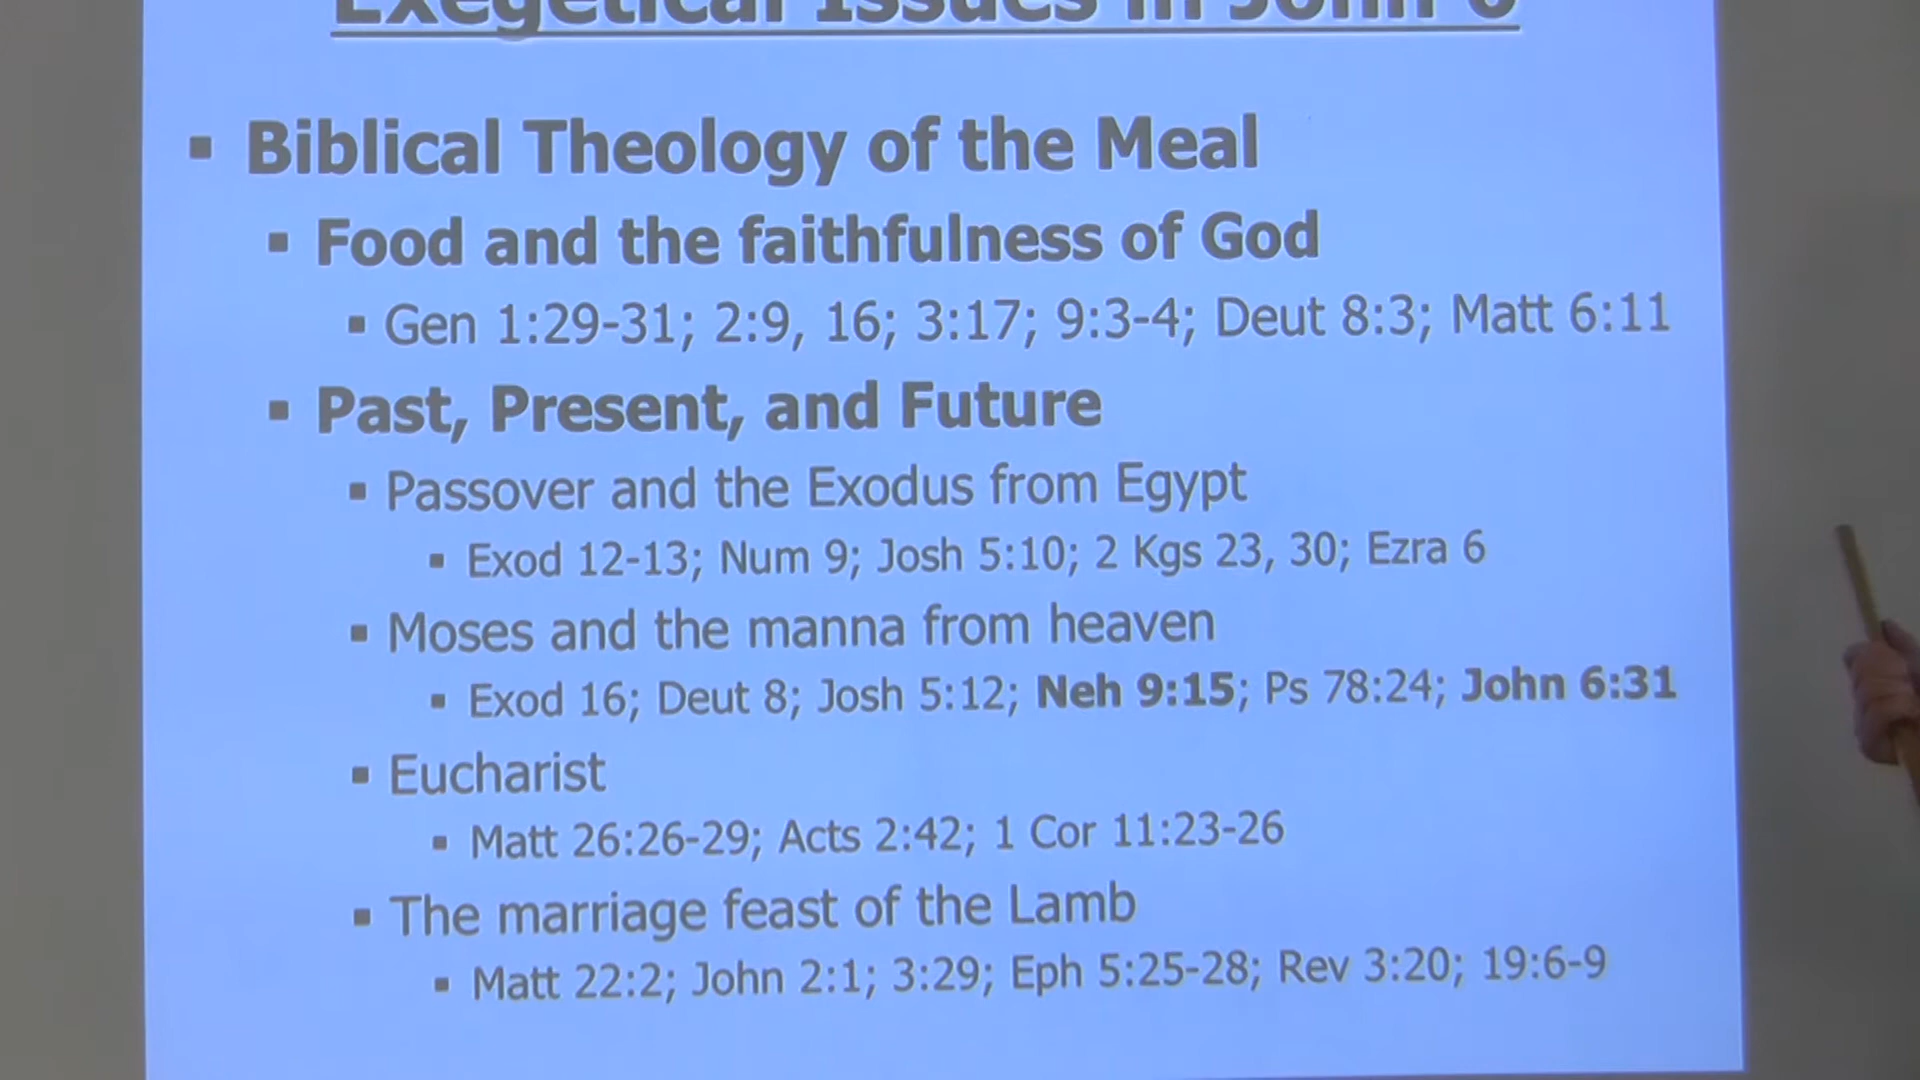 Exegetical Issues in John 6
▪ Biblical Theology of the Meal
▪ Food and the faithfulness of God
▪ Gen 1:29-31; 2:9, 16; 3:17; 9:3-4; Deut 8:3; Matt 6:11
▪ Past, Present, and Future
▪ Passover and the Exodus from Egypt
▪ Exod 12-13; Num 9; Josh 5:10; 2 Kgs 23, 30; Ezra 6
▪ Moses and the manna from heaven
▪ Exod 16; Deut 8; Josh 5:12; Neh 9:15; Ps 78:24; John 6:31
▪ Eucharist
▪ Matt 26:26-29; Acts 2:42; 1 Cor 11:23-26
▪ The marriage feast of the Lamb
▪ Matt 22:2; John 2:1; 3:29; Eph 5:25-28; Rev 3:20; 19:6-9